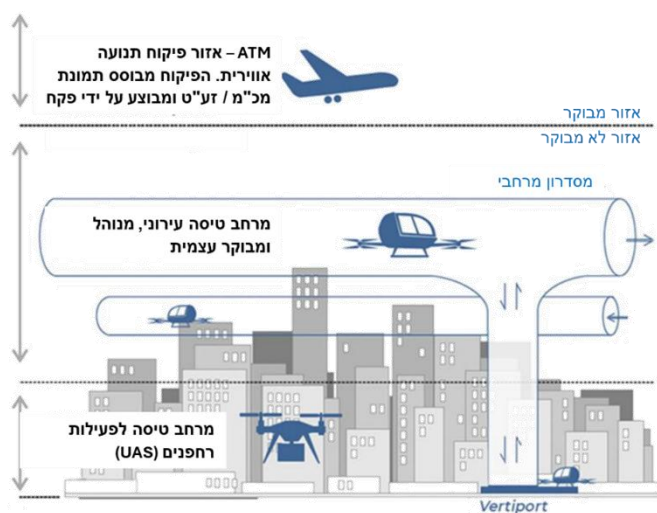 ATM – אזור פיקוח תנועה
אווירית. הפיקוח מבוסס תמונת
מכ"מ / זע"ט ומבוצע על ידי פקח
אזור מבוקר
אזור לא מבוקר
מסדרון מרחבי
מרחב טיסה עירוני, מנוהל
ומבוקר עצמית
מרחב טיסה לפעילות
רחפנים (UAS)
Vertiport